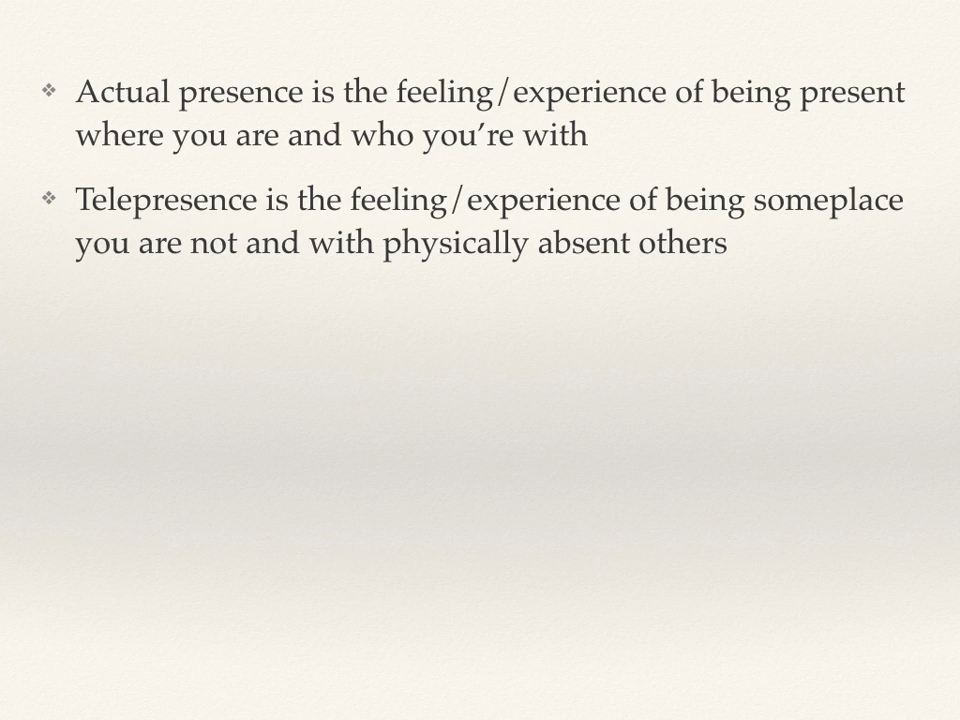 Actual presence is the feeling/experience of being present
where you are and who you’re with
Telepresence is the feeling/experience of being someplace
you are not and with physically absent others